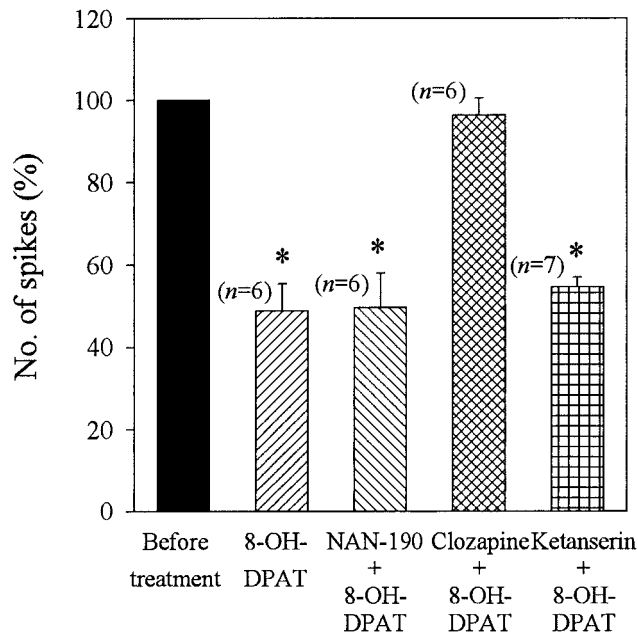 No. of spikes (%)
120
100
80
60
40
20
0
(n=6)
*
(n=6)
*
(n=6)
(n=7)
*
Before
treatment
8-OH-
DPAT
NAN-190
+
8-OH-
DPAT
Clozapine
+
8-OH-
DPAT
Ketanserin
+
8-OH-
DPAT